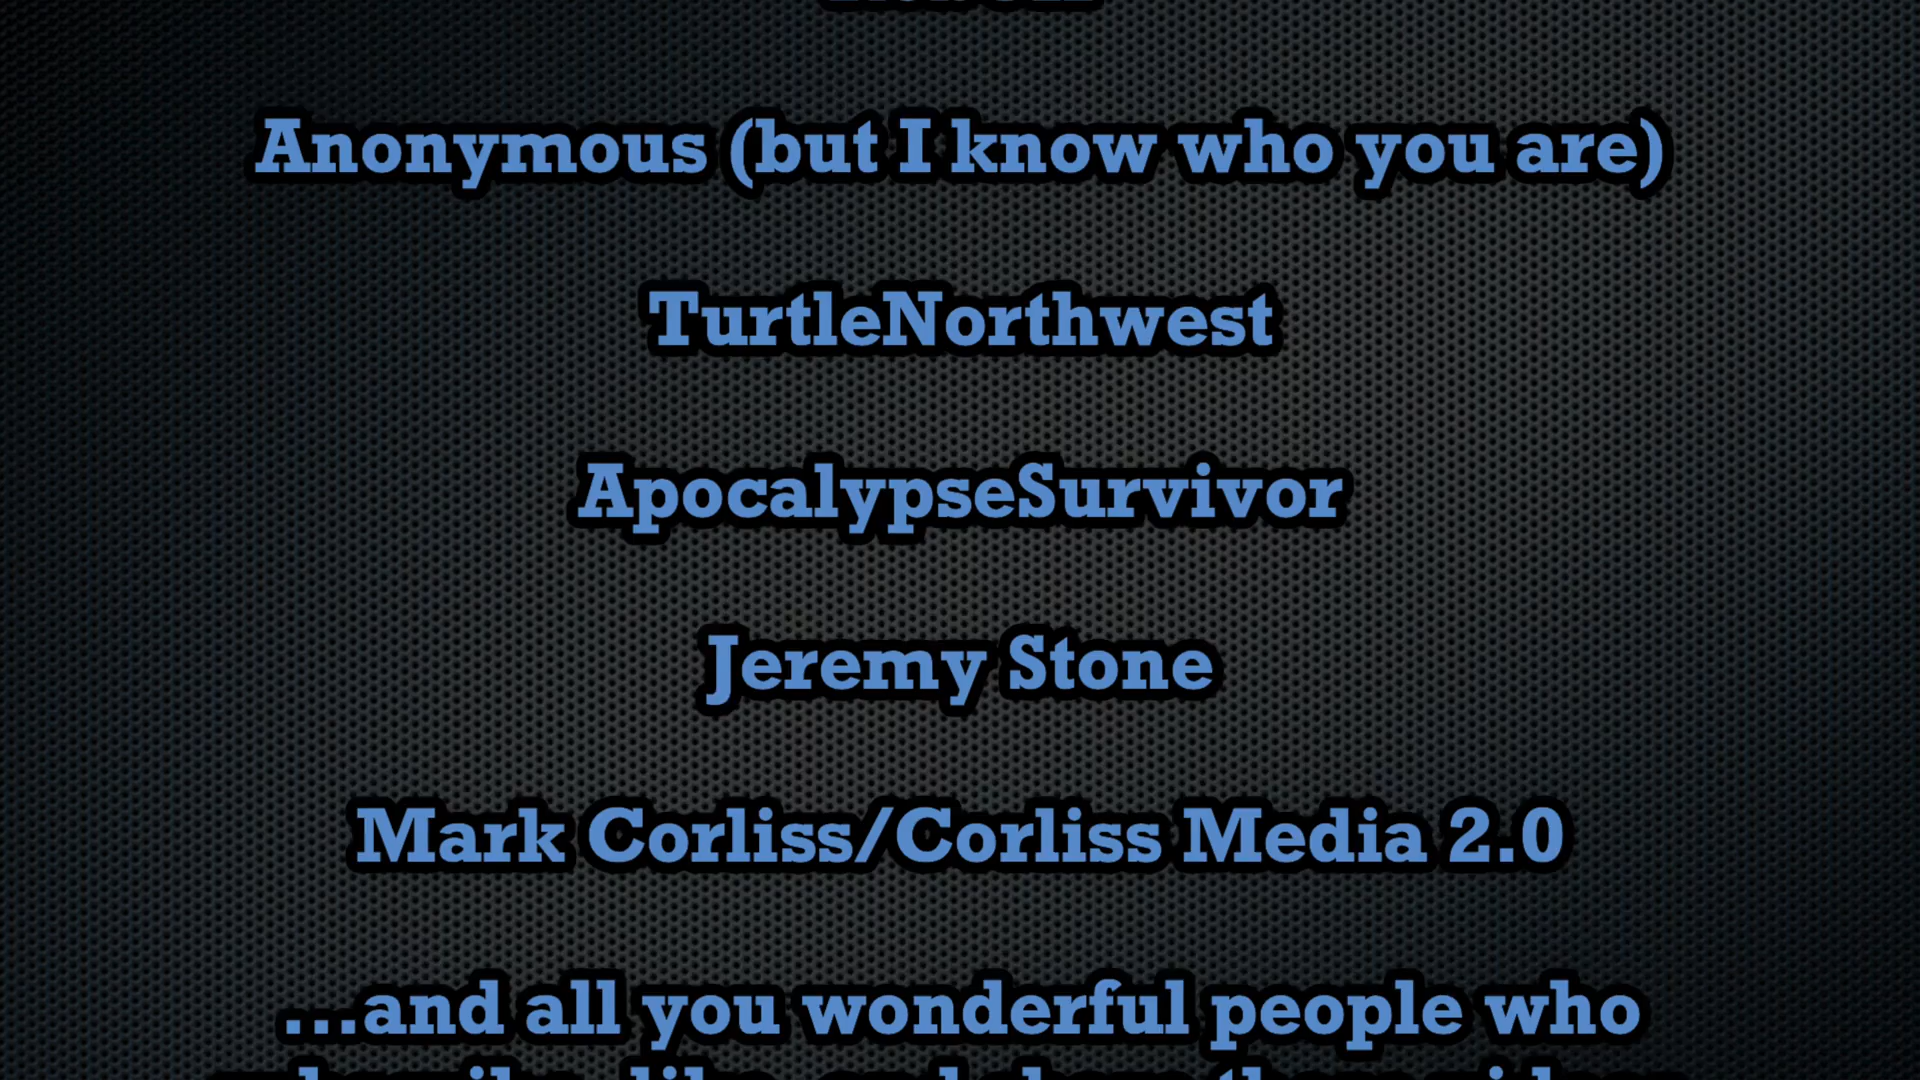 Anonymous (but I know who you are)
TurtleNorthwest
ApocalypseSurvivor
Jeremy Stone
Mark Corliss/Corliss Media 2.0
...and all you wonderful people who